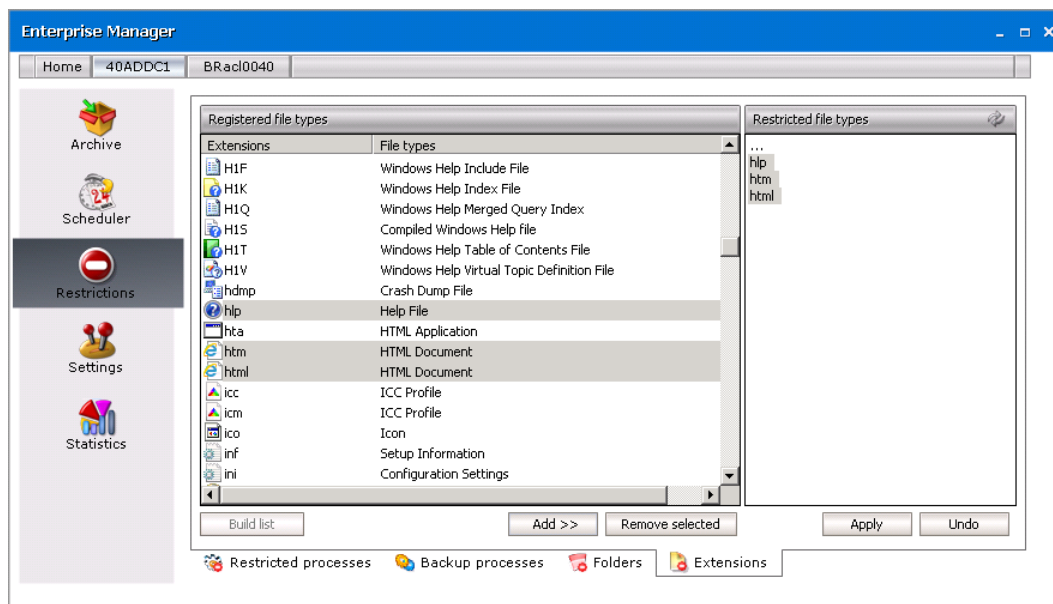 Enterprise Manager
Home 40ADDC1 BRacl0040
Archive
Scheduler
24
Restrictions
Settings
Statistics
Registered file types
Extensions File types
H1F Windows Help Include File
H1K Windows Help Index File
H1Q Windows Help Merged Query Index
H1S Compiled Windows Help file
H1T Windows Help Table of Contents File
H1V Windows Help Virtual Topic Definition File
hdmp Crash Dump File
hlp Help File
hta HTML Application
htm HTML Document
html HTML Document
icc ICC Profile
icm ICC Profile
ico Icon
inf Setup Information
ini Configuration Settings
Restricted file types
...
hlp
htm
html
Build list Add >> Remove selected Apply Undo
Restricted processes Backup processes Folders Extensions